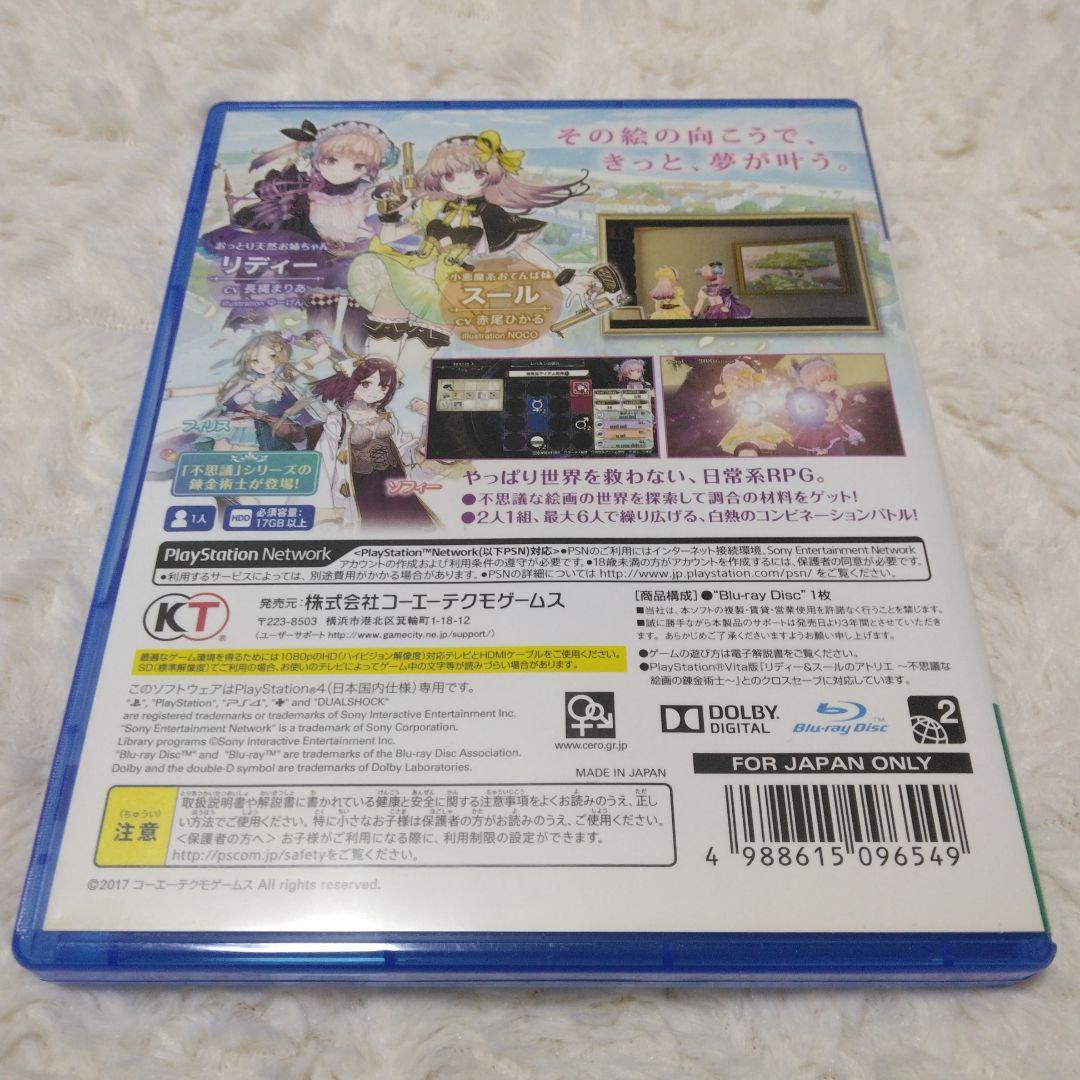 その絵の向こうで、
きっと、夢が叶う。
おっとり天然お姉ちゃん
リディー
cv 長縄まりあ
illustration ゆーげん
小悪魔系おてんば妹
スール
cv 赤尾ひかる
illustration NOCO
フィリス
ソフィー
「不思議」シリーズの
錬金術士が登場!
やっぱり世界を救わない、日常系RPG。
●不思議な絵画の世界を探索して調合の材料をゲット!
●2人1組、最大6人で繰り広げる、白熱のコンビネーションバトル!
1人
HDD 必須容量:
17GB以上
PlayStation Network
<PlayStation™Network(以下PSN)対応>●PSNのご利用にはインターネット接続環境、Sony Entertainment Network
アカウントの作成および利用条件の遵守が必要です。●18歳未満の方がアカウントを作成するには、保護者の同意が必要です。
●利用するサービスによっては、別途費用がかかる場合があります。●PSNの詳細については http://www.jp.playstation.com/psn/ をご覧ください。
KT®
発売元:株式会社コーエーテクモゲームス
〒223-8503 横浜市港北区箕輪町1-18-12
(ユーザーサポート http://www.gamecity.ne.jp/support/)
[商品構成]●"Blu-ray Disc" 1枚
■当社は、本ソフトの複製・賃貸・営業使用を許諾なく行うことを禁じます。
■誠に勝手ながら本製品のサポートは発売日より3年間とさせていただき
ます。あらかじめご了承くださいますようお願い申し上げます。
●ゲームの遊び方は電子解説書をご覧ください。
●PlayStation®Vita版『リディー&スールのアトリエ ~不思議な
絵画の錬金術士~』とのクロスセーブに対応しています。
最適なゲーム環境を得るためには1080pのHD(ハイビジョン解像度)対応テレビとHDMIケーブルをご使用ください。
SD(標準解像度)でご利用の場合、お使いのテレビによってゲーム中の文字等が読みづらい場合があります。
このソフトウェアはPlayStation®4(日本国内仕様)専用です。
"PlayStation", "PS4", and "DUALSHOCK"
are registered trademarks or trademarks of Sony Interactive Entertainment Inc.
"Sony Entertainment Network" is a trademark of Sony Corporation.
Library programs ©Sony Interactive Entertainment Inc.
"Blu-ray Disc™" and "Blu-ray™" are trademarks of the Blu-ray Disc Association.
Dolby and the double-D symbol are trademarks of Dolby Laboratories.
www.cero.gr.jp
DOLBY
DIGITAL
Blu-ray Disc™
2
MADE IN JAPAN
FOR JAPAN ONLY
(ちゅうい)
注意
取扱説明書や解説書に書かれている健康と安全に関する注意事項をよくお読みのうえ、正し
い方法でご使用ください。特に小さなお子様は保護者の方がお読みのうえ、ご使用ください。
<保護者の方へ> お子様がご利用になる際に、利用制限の設定ができます。
http://pscom.jp/safetyをご覧ください。
4 988615 096549
©2017 コーエーテクモゲームス All rights reserved.